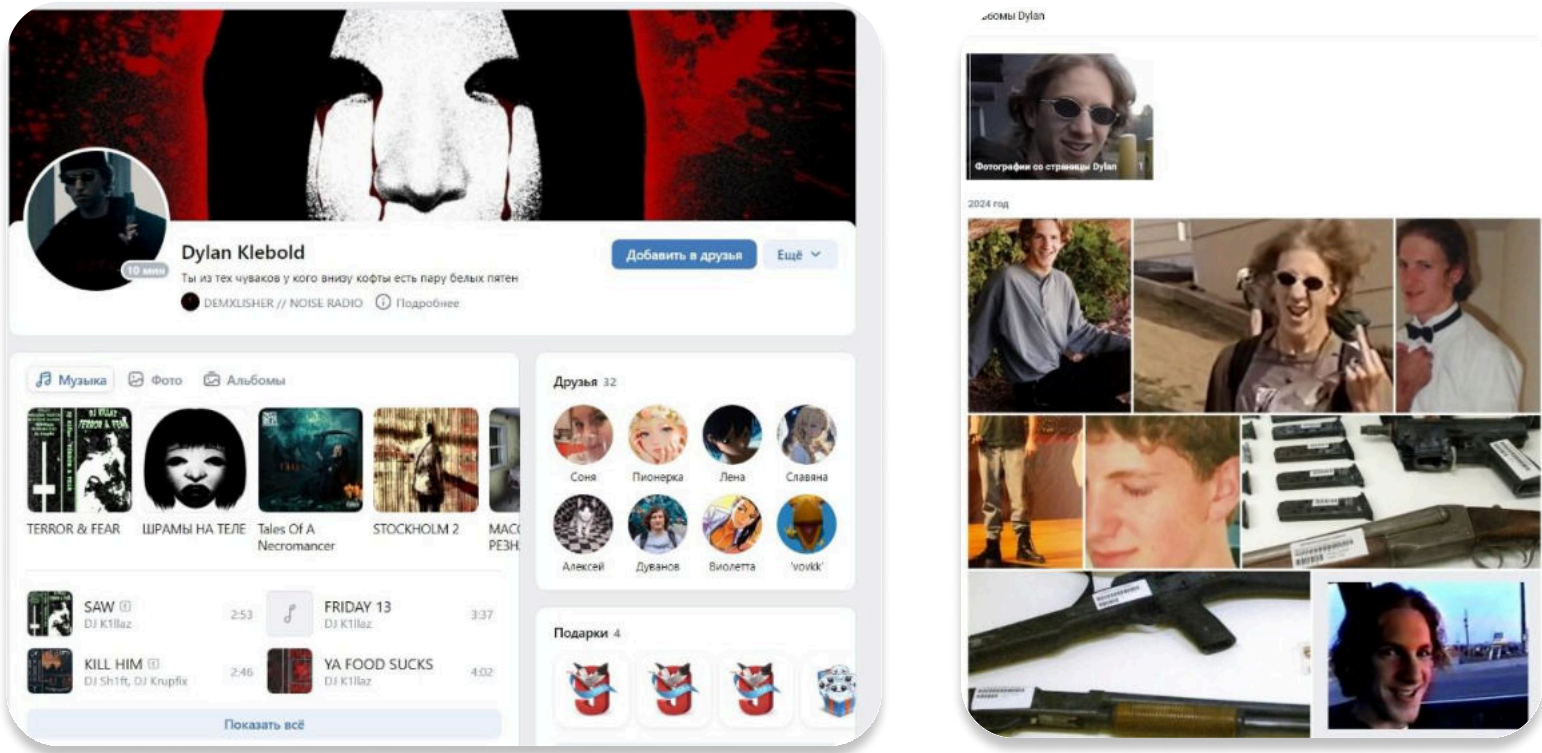 Dylan Klebold
Ты из тех чуваков у кого внизу кофты есть пару белых пятен
10 мин
DEMXLISHER // NOISE RADIO Подробнее
Добавить в друзья
Ещё
Музыка Фото Альбомы
TERROR & FEAR
ШРАМЫ НА ТЕЛЕ
Tales Of A
Necromancer
STOCKHOLM 2
SAW
DJ K1llaz
2:53
FRIDAY 13
DJ K1llaz
3:37
KILL HIM
DJ Sh1ft, DJ Krupfix
2:46
YA FOOD SUCKS
DJ K1llaz
4:02
Показать всё
Друзья 32
Соня Пионерка Лена Славяна
Алексей Дуванов Виолетта 'vovkk'
Подарки 4
Dylan
Фотографии со страницы Dylan 1
2024 год